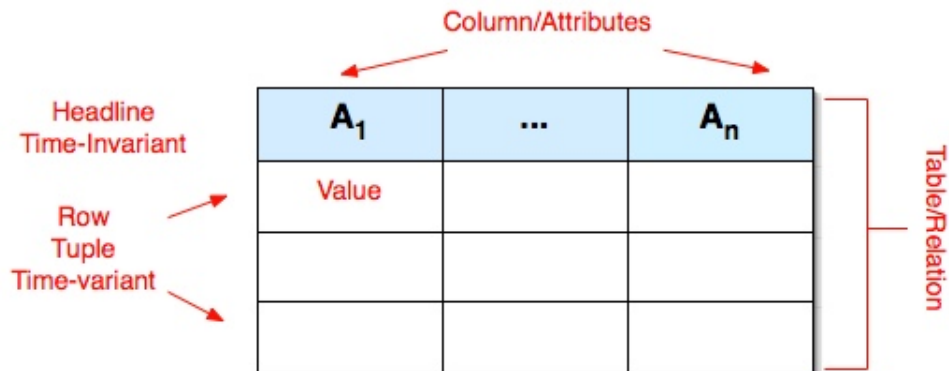 Column/Attributes
Headline
Time-Invariant
A₁
...
Aₙ
Value
Row
Tuple
Time-variant
Table/Relation